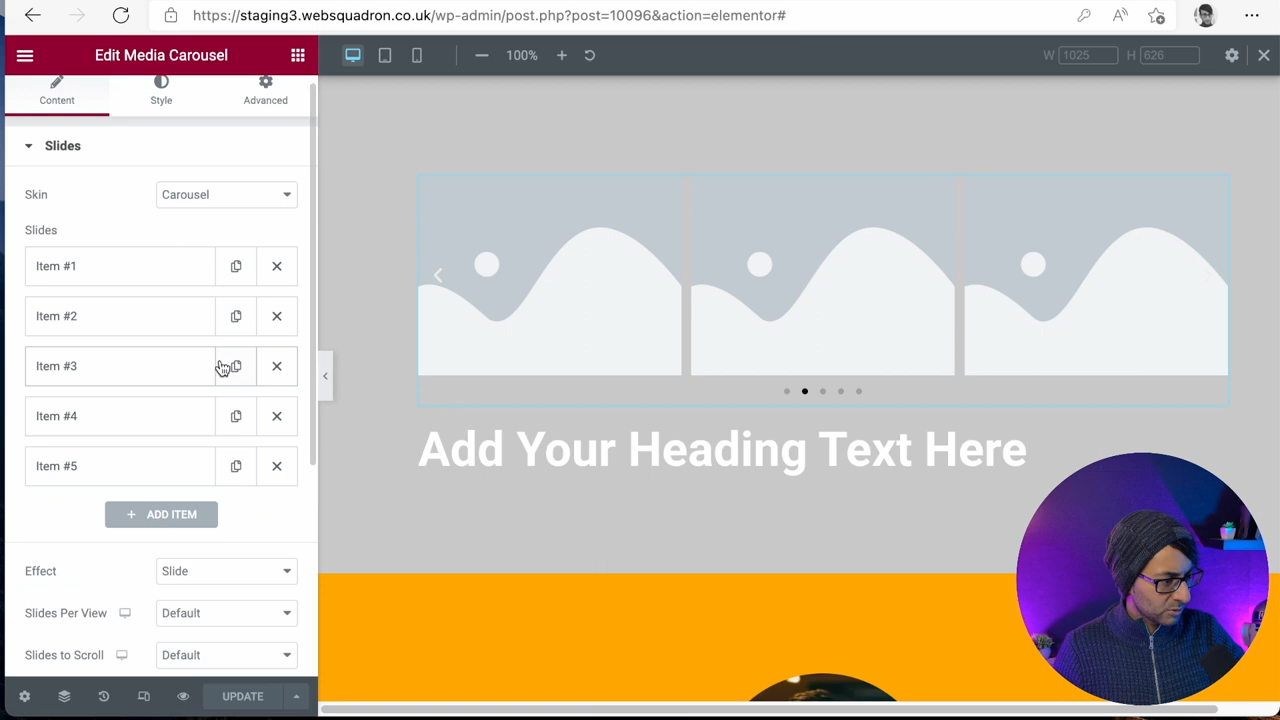 https://staging3.websquadron.co.uk/wp-admin/post.php?post=10096&action=elementor#
Edit Media Carousel
100%
W 1025 H 626
Content
Style
Advanced
Slides
Skin
Carousel
Slides
Item #1
Item #2
Item #3
Item #4
Item #5
+ ADD ITEM
Effect
Slide
Slides Per View
Default
Slides to Scroll
Default
UPDATE
Add Your Heading Text Here